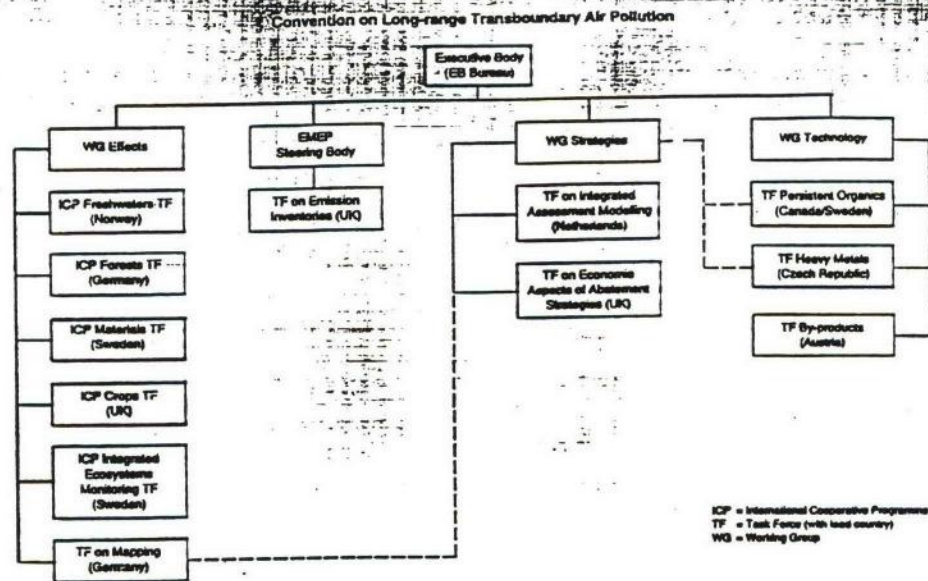 Convention on Long-range Transboundary Air Pollution
Executive Body
(EB Bureau)
WG Effects
EMEP
Steering Body
WG Strategies
WG Technology
ICP Freshwaters TF
(Norway)
TF on Emission
Inventories (UK)
TF on Integrated
Assessment Modelling
(Netherlands)
TF Persistent Organics
(Canada/Sweden)
ICP Forests TF
(Germany)
TF on Economic
Aspects of Abatement
Strategies (UK)
TF Heavy Metals
(Czech Republic)
ICP Materials TF
(Sweden)
TF By-products
(Austria)
ICP Crops TF
(UK)
ICP Integrated
Ecosystems
Monitoring TF
(Sweden)
TF on Mapping
(Germany)
ICP = International Cooperative Programme
TF = Task Force (with lead country)
WG = Working Group